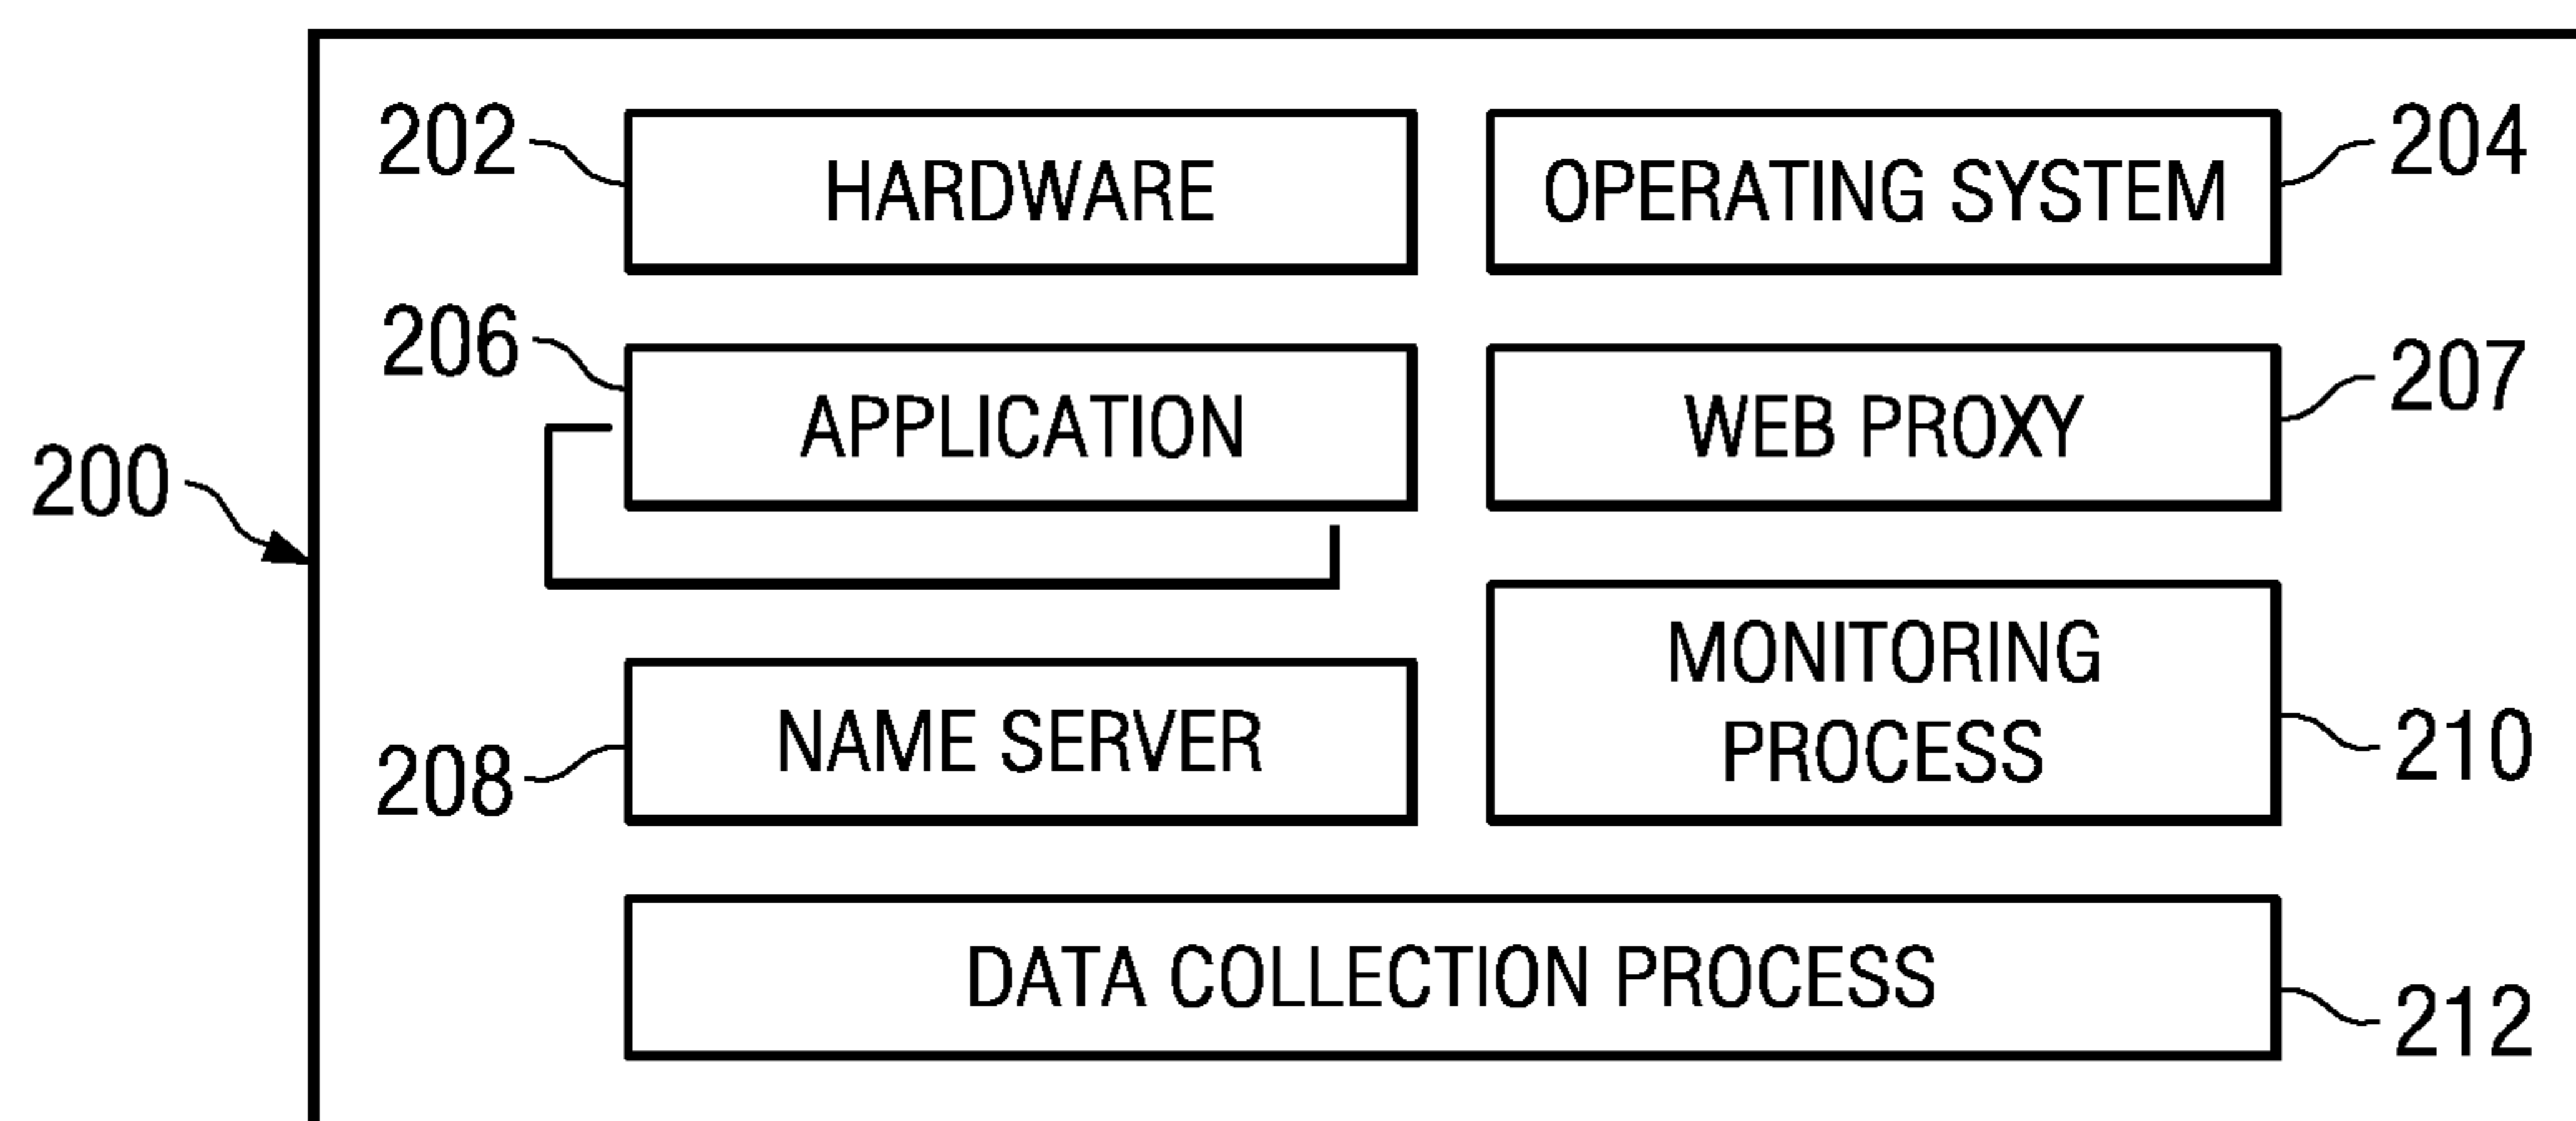 202 HARDWARE OPERATING SYSTEM 204
206 APPLICATION WEB PROXY 207
200
MONITORING
PROCESS 210
208 NAME SERVER
DATA COLLECTION PROCESS 212